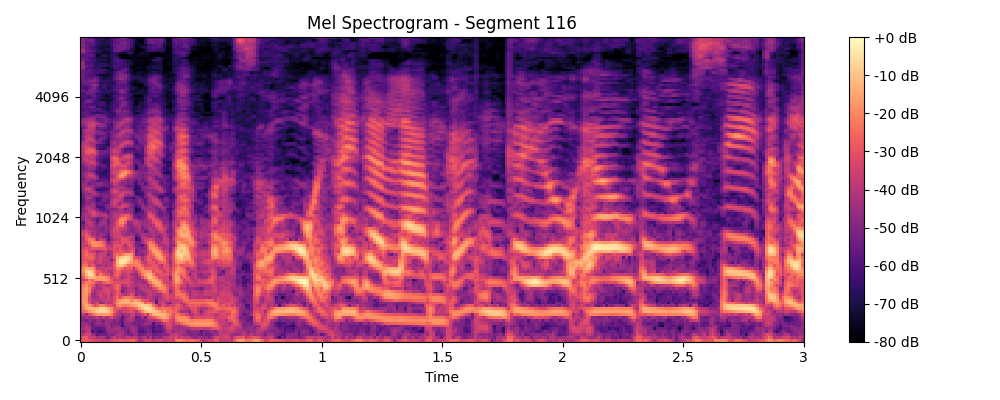 Mel Spectrogram - Segment 116
Frequency
4096
2048
1024
512
0
0
0.5
1
1.5
2
2.5
3
Time
+0 dB
-10 dB
-20 dB
-30 dB
-40 dB
-50 dB
-60 dB
-70 dB
-80 dB